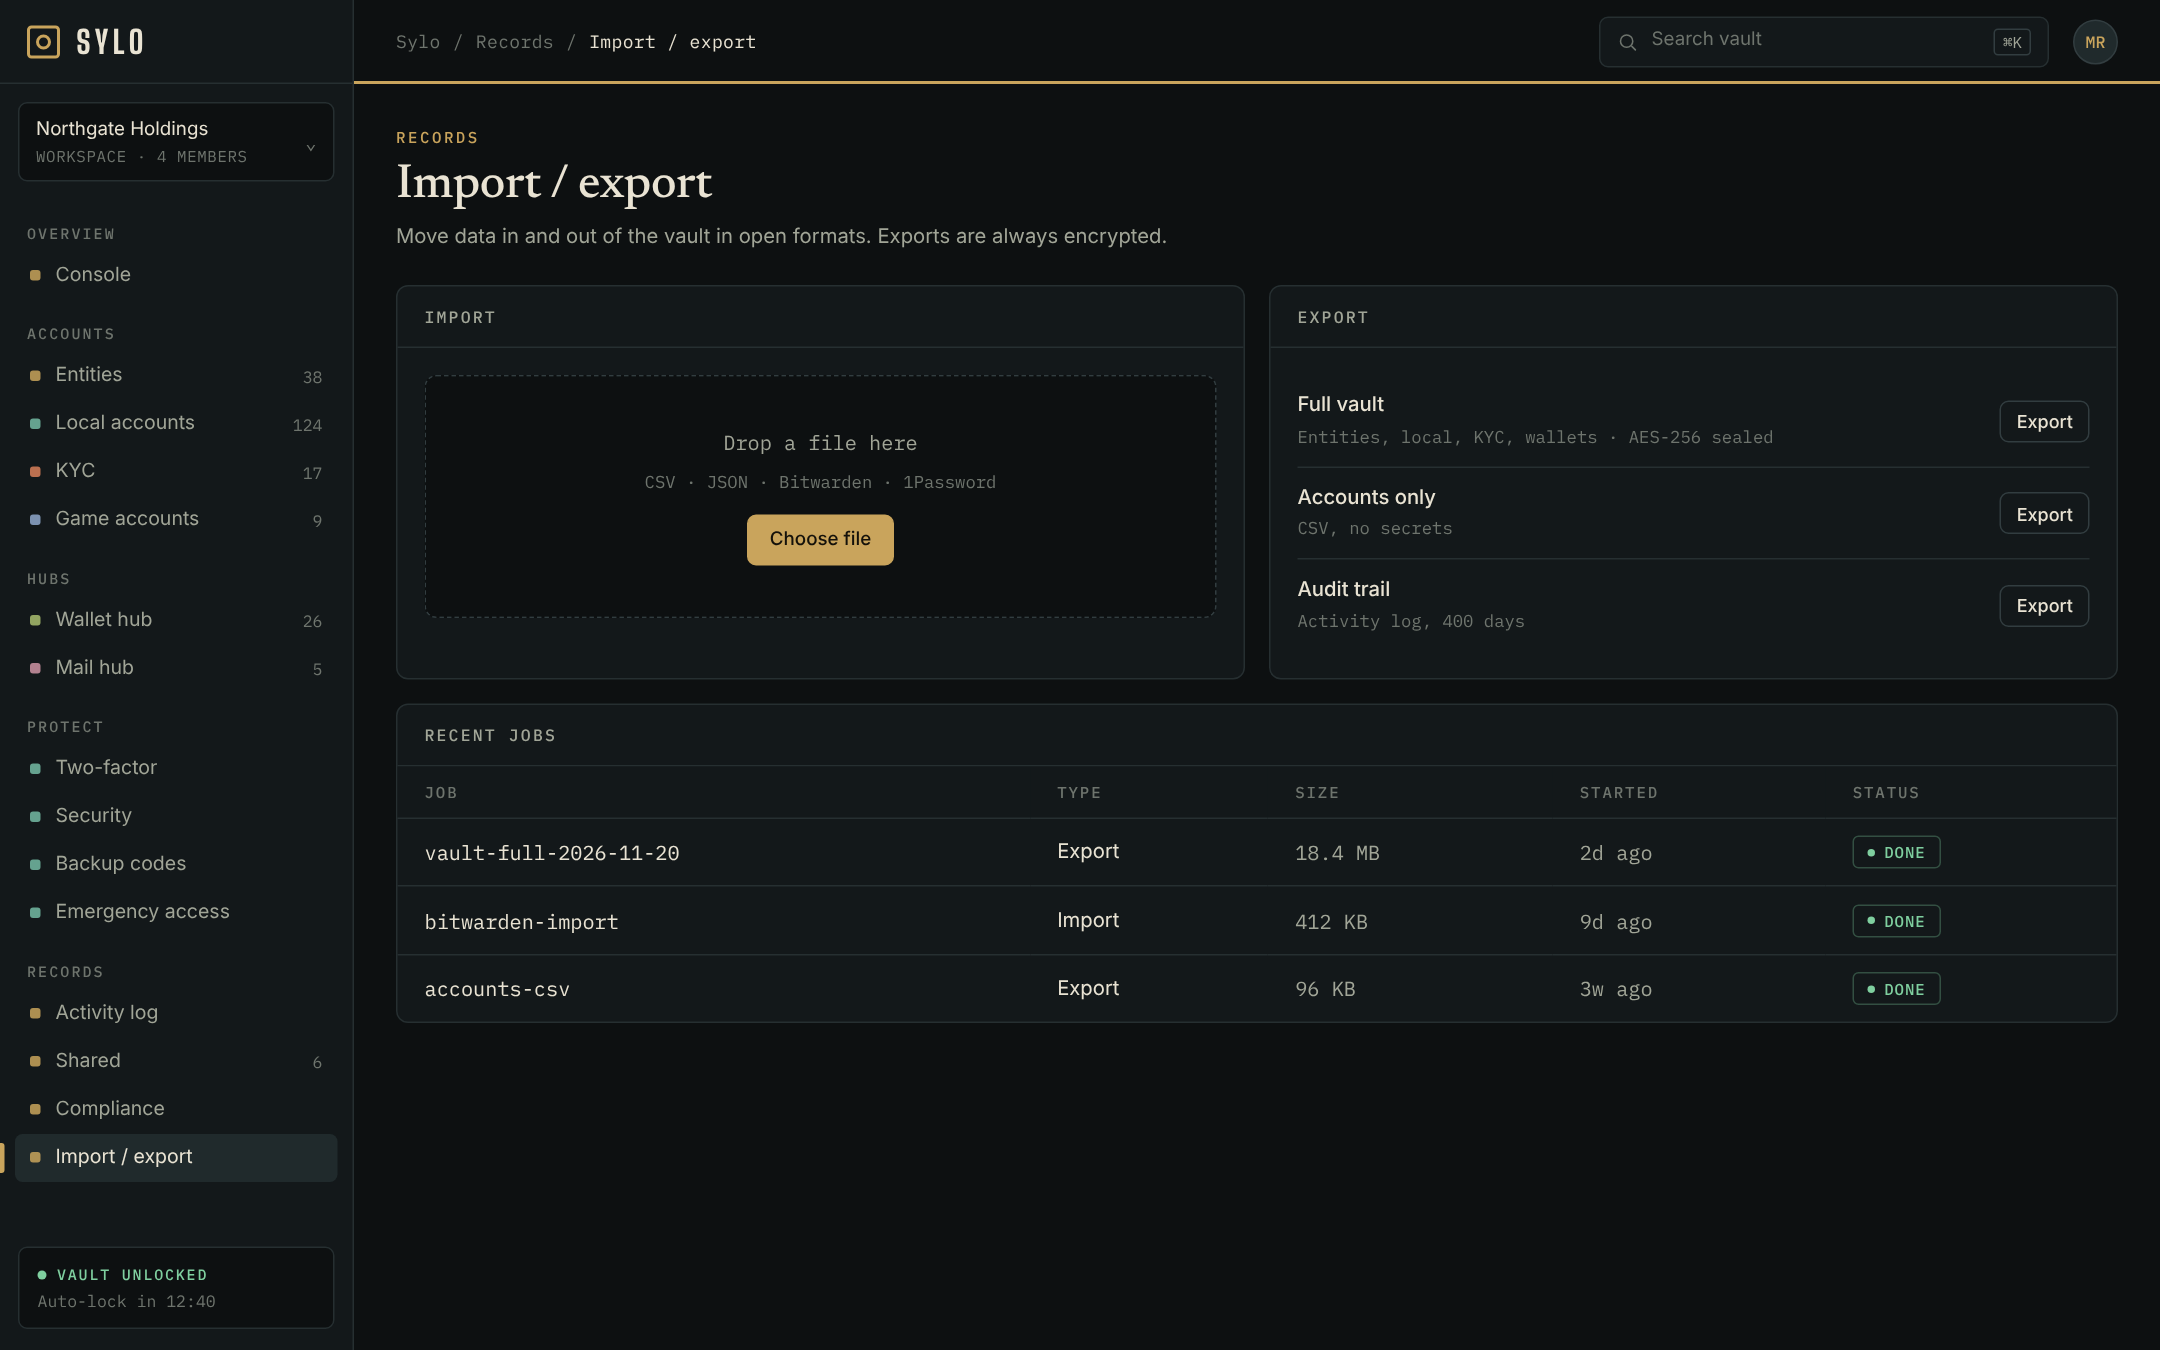 SYLO
Sylo / Records / Import / export
Search vault
⌘K
MR
Northgate Holdings
WORKSPACE · 4 MEMBERS
OVERVIEW
Console
ACCOUNTS
Entities 38
Local accounts 124
KYC 17
Game accounts 9
HUBS
Wallet hub 26
Mail hub 5
PROTECT
Two-factor
Security
Backup codes
Emergency access
RECORDS
Activity log
Shared 6
Compliance
Import / export
VAULT UNLOCKED
Auto-lock in 12:40
RECORDS
Import / export
Move data in and out of the vault in open formats. Exports are always encrypted.
IMPORT
Drop a file here
CSV · JSON · Bitwarden · 1Password
Choose file
EXPORT
Full vault
Entities, local, KYC, wallets · AES-256 sealed
Export
Accounts only
CSV, no secrets
Export
Audit trail
Activity log, 400 days
Export
RECENT JOBS
JOB TYPE SIZE STARTED STATUS
vault-full-2026-11-20 Export 18.4 MB 2d ago DONE
bitwarden-import Import 412 KB 9d ago DONE
accounts-csv Export 96 KB 3w ago DONE